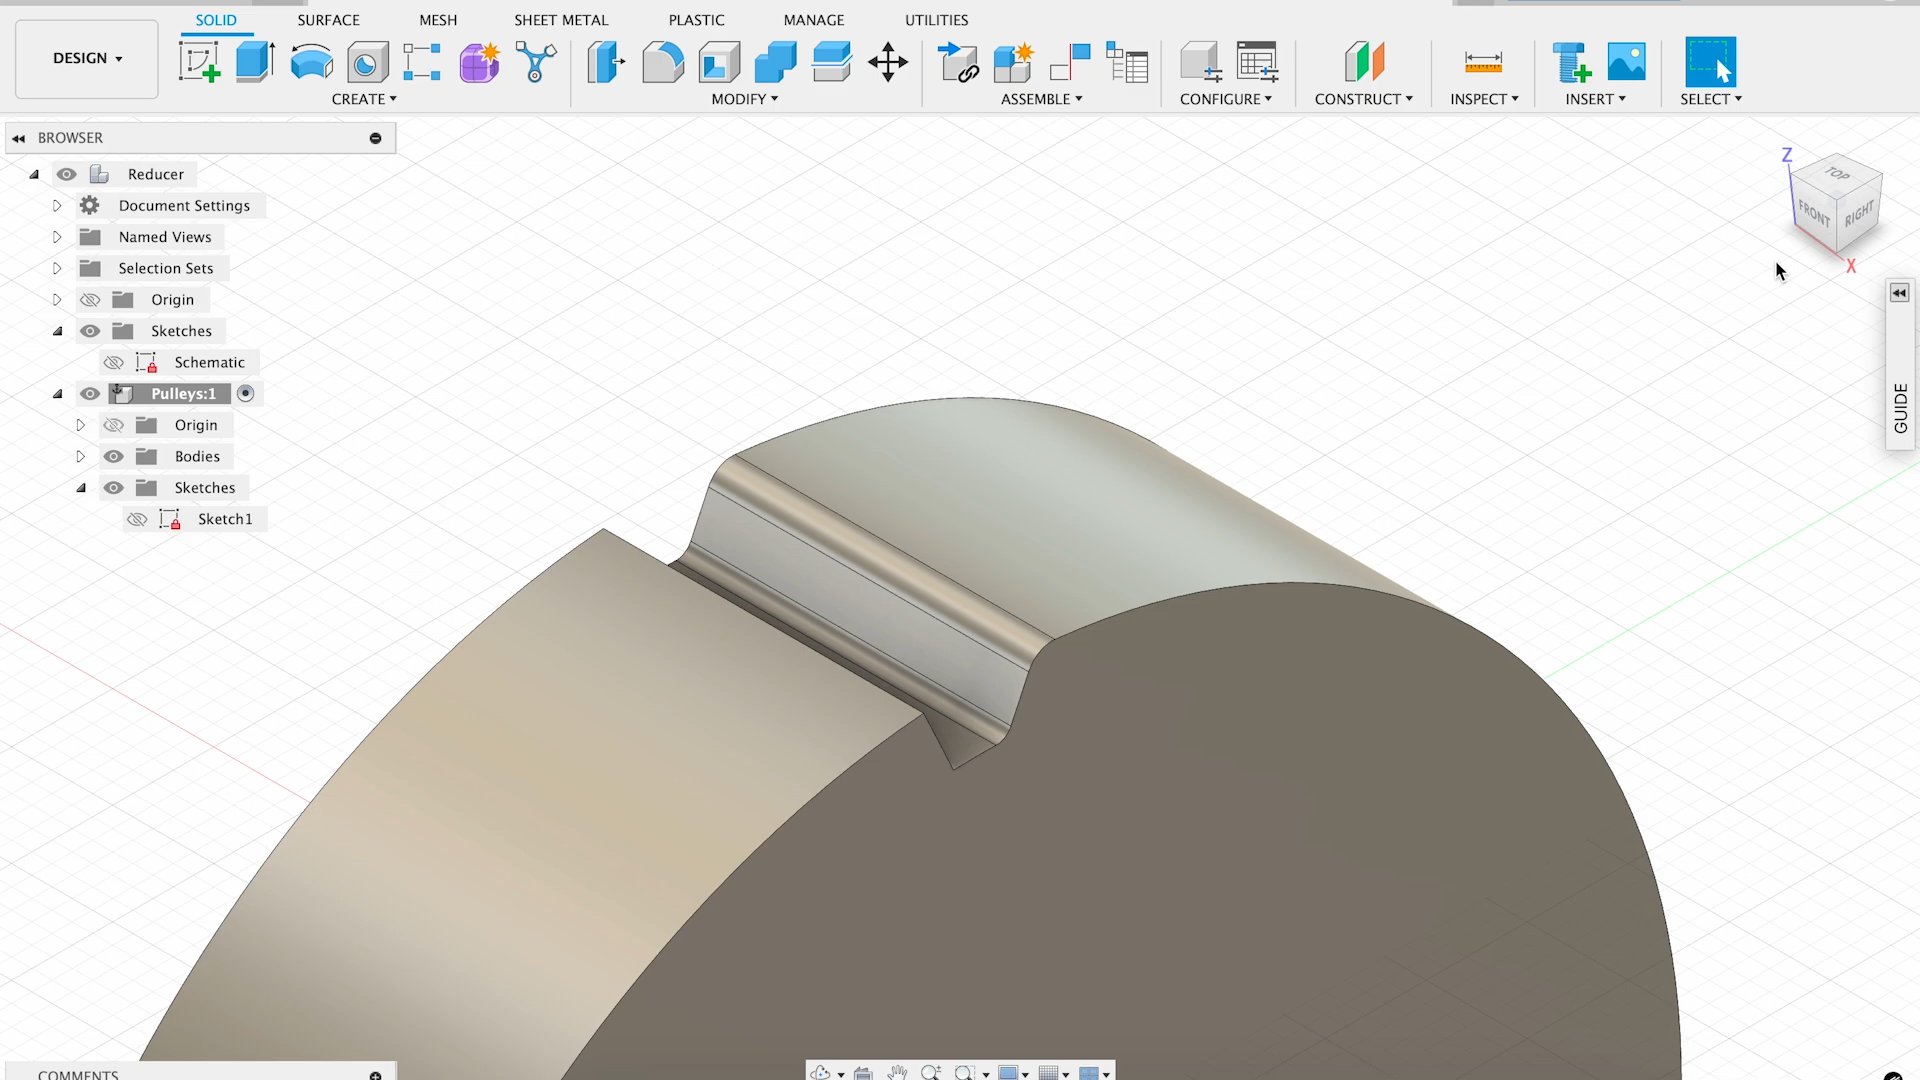 SOLID SURFACE MESH SHEET METAL PLASTIC MANAGE UTILITIES
DESIGN
CREATE MODIFY ASSEMBLE CONFIGURE CONSTRUCT INSPECT INSERT SELECT
BROWSER
Reducer
Document Settings
Named Views
Selection Sets
Origin
Sketches
Schematic
Pulleys:1
Origin
Bodies
Sketches
Sketch1
Z
TOP
FRONT RIGHT
X
GUIDE
COMMENTS